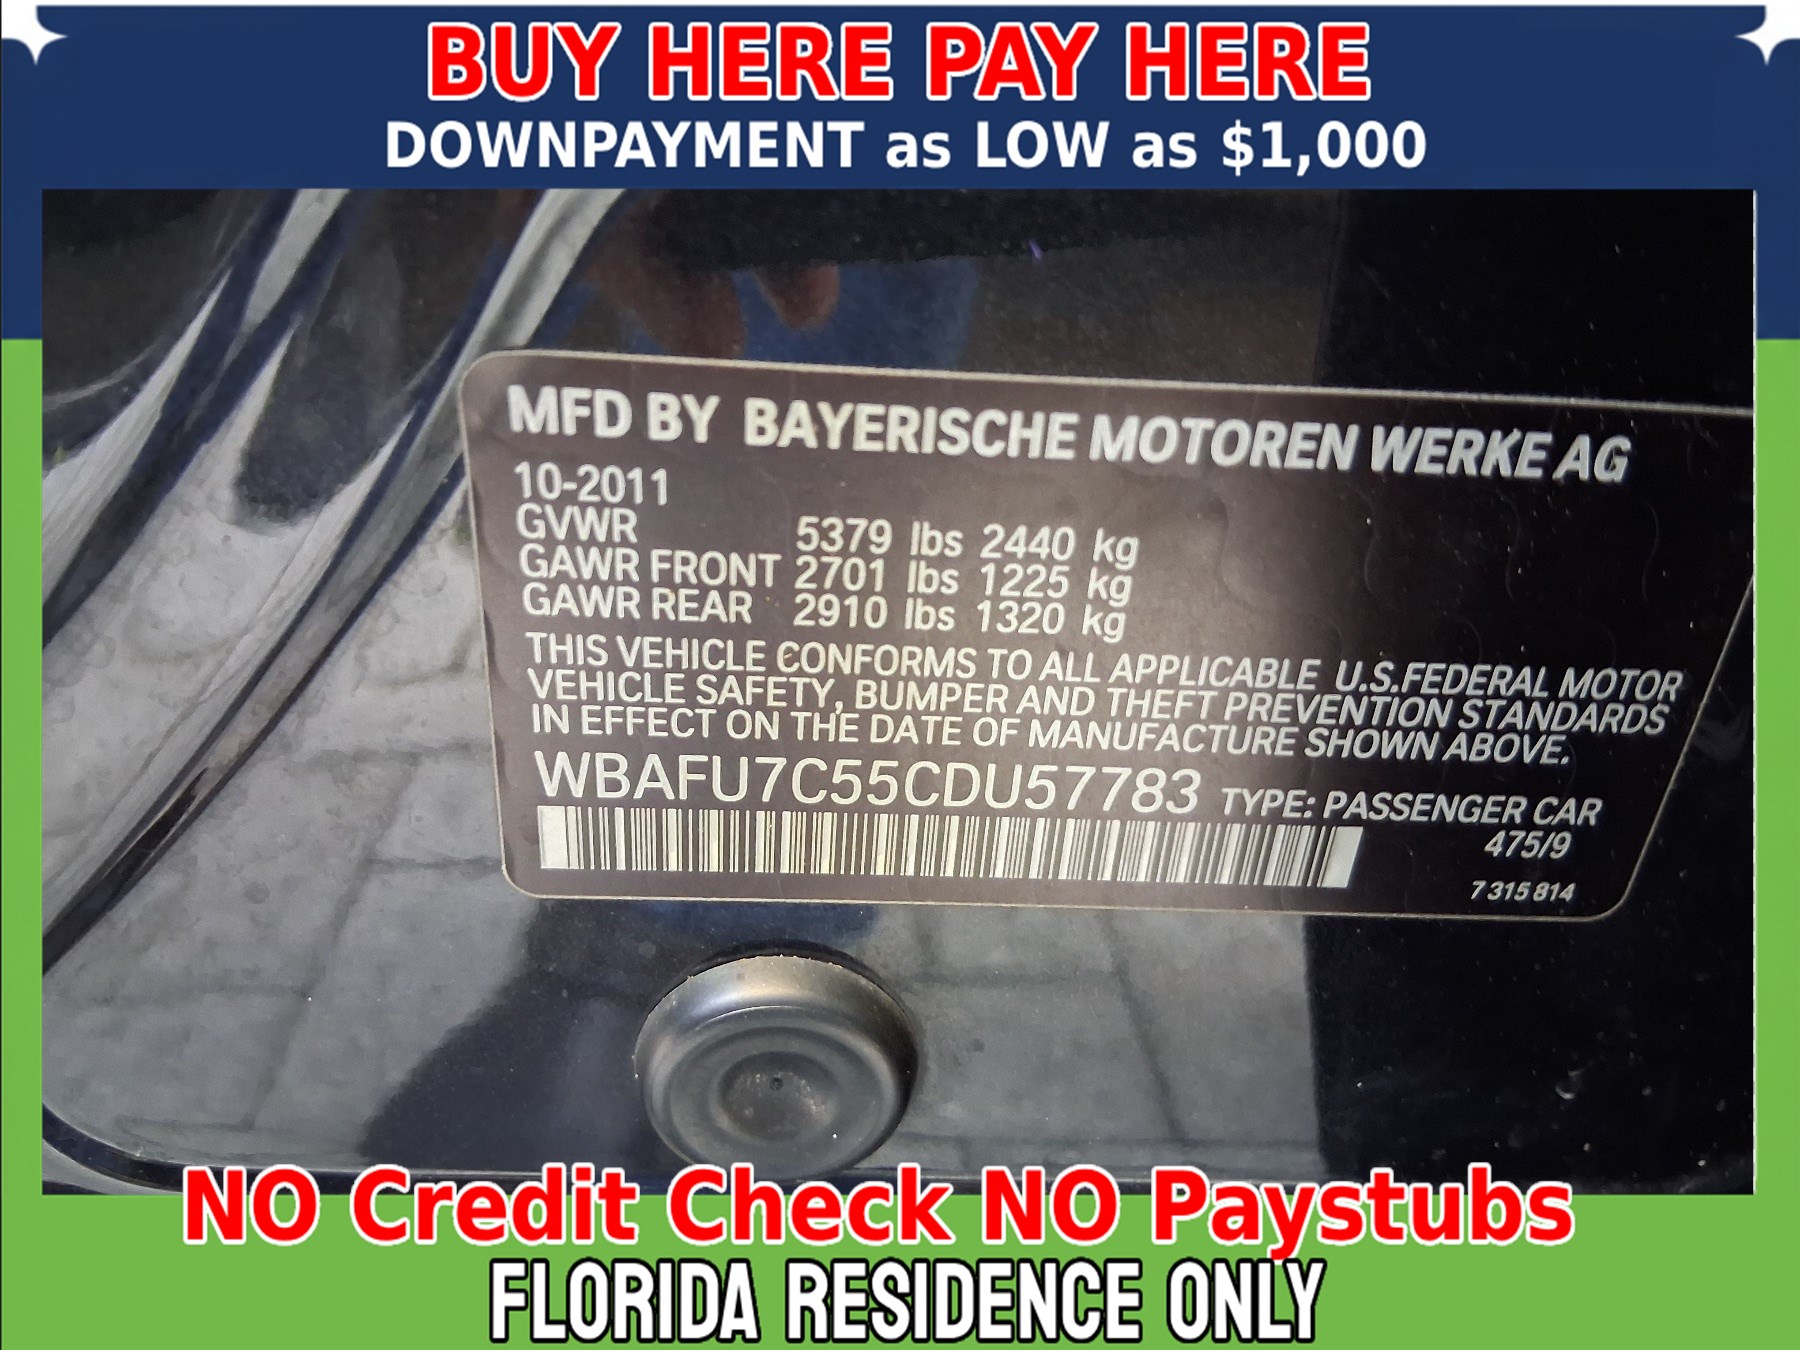 BUY HERE PAY HERE
DOWNPAYMENT as LOW as $1,000
MFD BY BAYERISCHE MOTOREN WERKE AG
10-2011
GVWR 5379 lbs 2440 kg
GAWR FRONT 2701 lbs 1225 kg
GAWR REAR 2910 lbs 1320 kg
THIS VEHICLE CONFORMS TO ALL APPLICABLE U.S.FEDERAL MOTOR
VEHICLE SAFETY, BUMPER AND THEFT PREVENTION STANDARDS
IN EFFECT ON THE DATE OF MANUFACTURE SHOWN ABOVE.
WBAFU7C55CDU57783 TYPE: PASSENGER CAR
475/9
7 315 814
NO Credit Check NO Paystubs
FLORIDA RESIDENCE ONLY